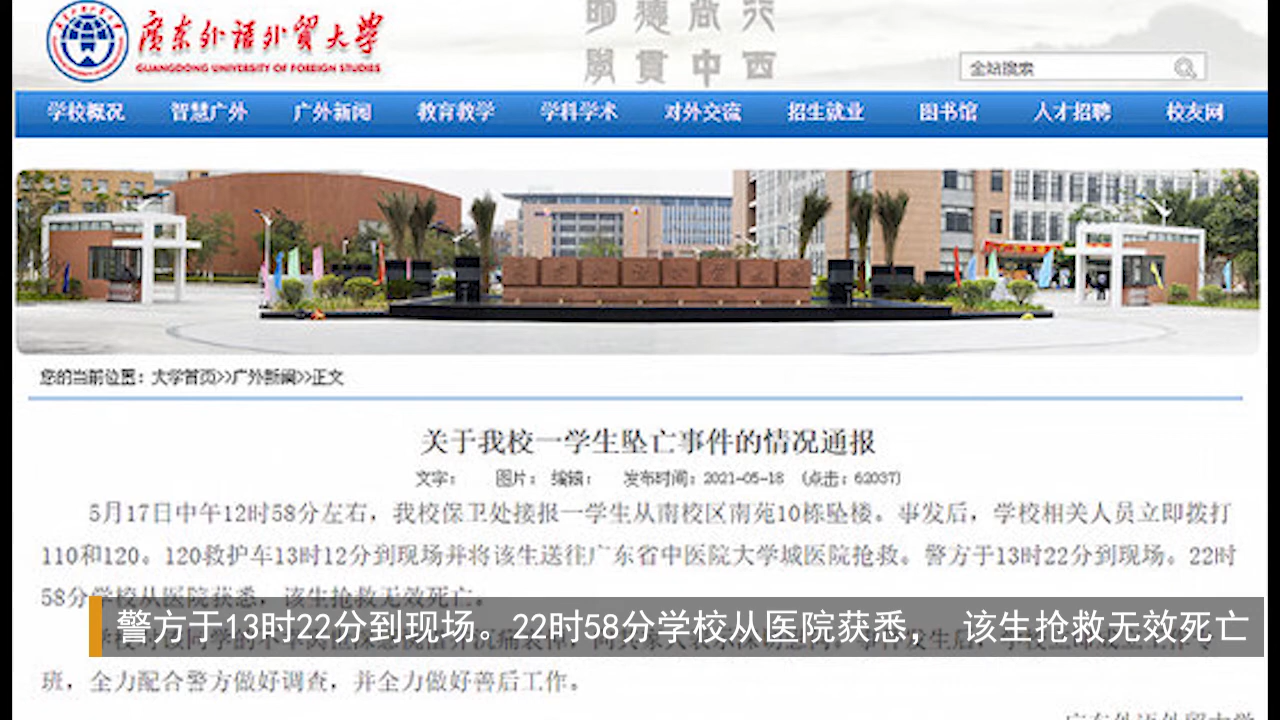 广东外语外贸大学
GUANGDONG UNIVERSITY OF FOREIGN STUDIES
明德尚行
學貫中西
全站搜索
学校概况 智慧广外 广外新闻 教育教学 学科学术 对外交流 招生就业 图书馆 人才招聘 校友网
您的当前位置：大学首页>>广外新闻>>正文
关于我校一学生坠亡事件的情况通报
文字： 图片： 编辑： 发布时间：2021-05-18 (点击：62037)
5月17日中午12时58分左右，我校保卫处接报一学生从南校区南苑10栋坠楼。事发后，学校相关人员立即拨打
110和120。120救护车13时12分到现场并将该生送往广东省中医院大学城医院抢救。警方于13时22分到现场。22时
58分学校从医院获悉，该生抢救无效死亡。
警方于13时22分到现场。22时58分学校从医院获悉， 该生抢救无效死亡
班，全力配合警方做好调查，并全力做好善后工作。